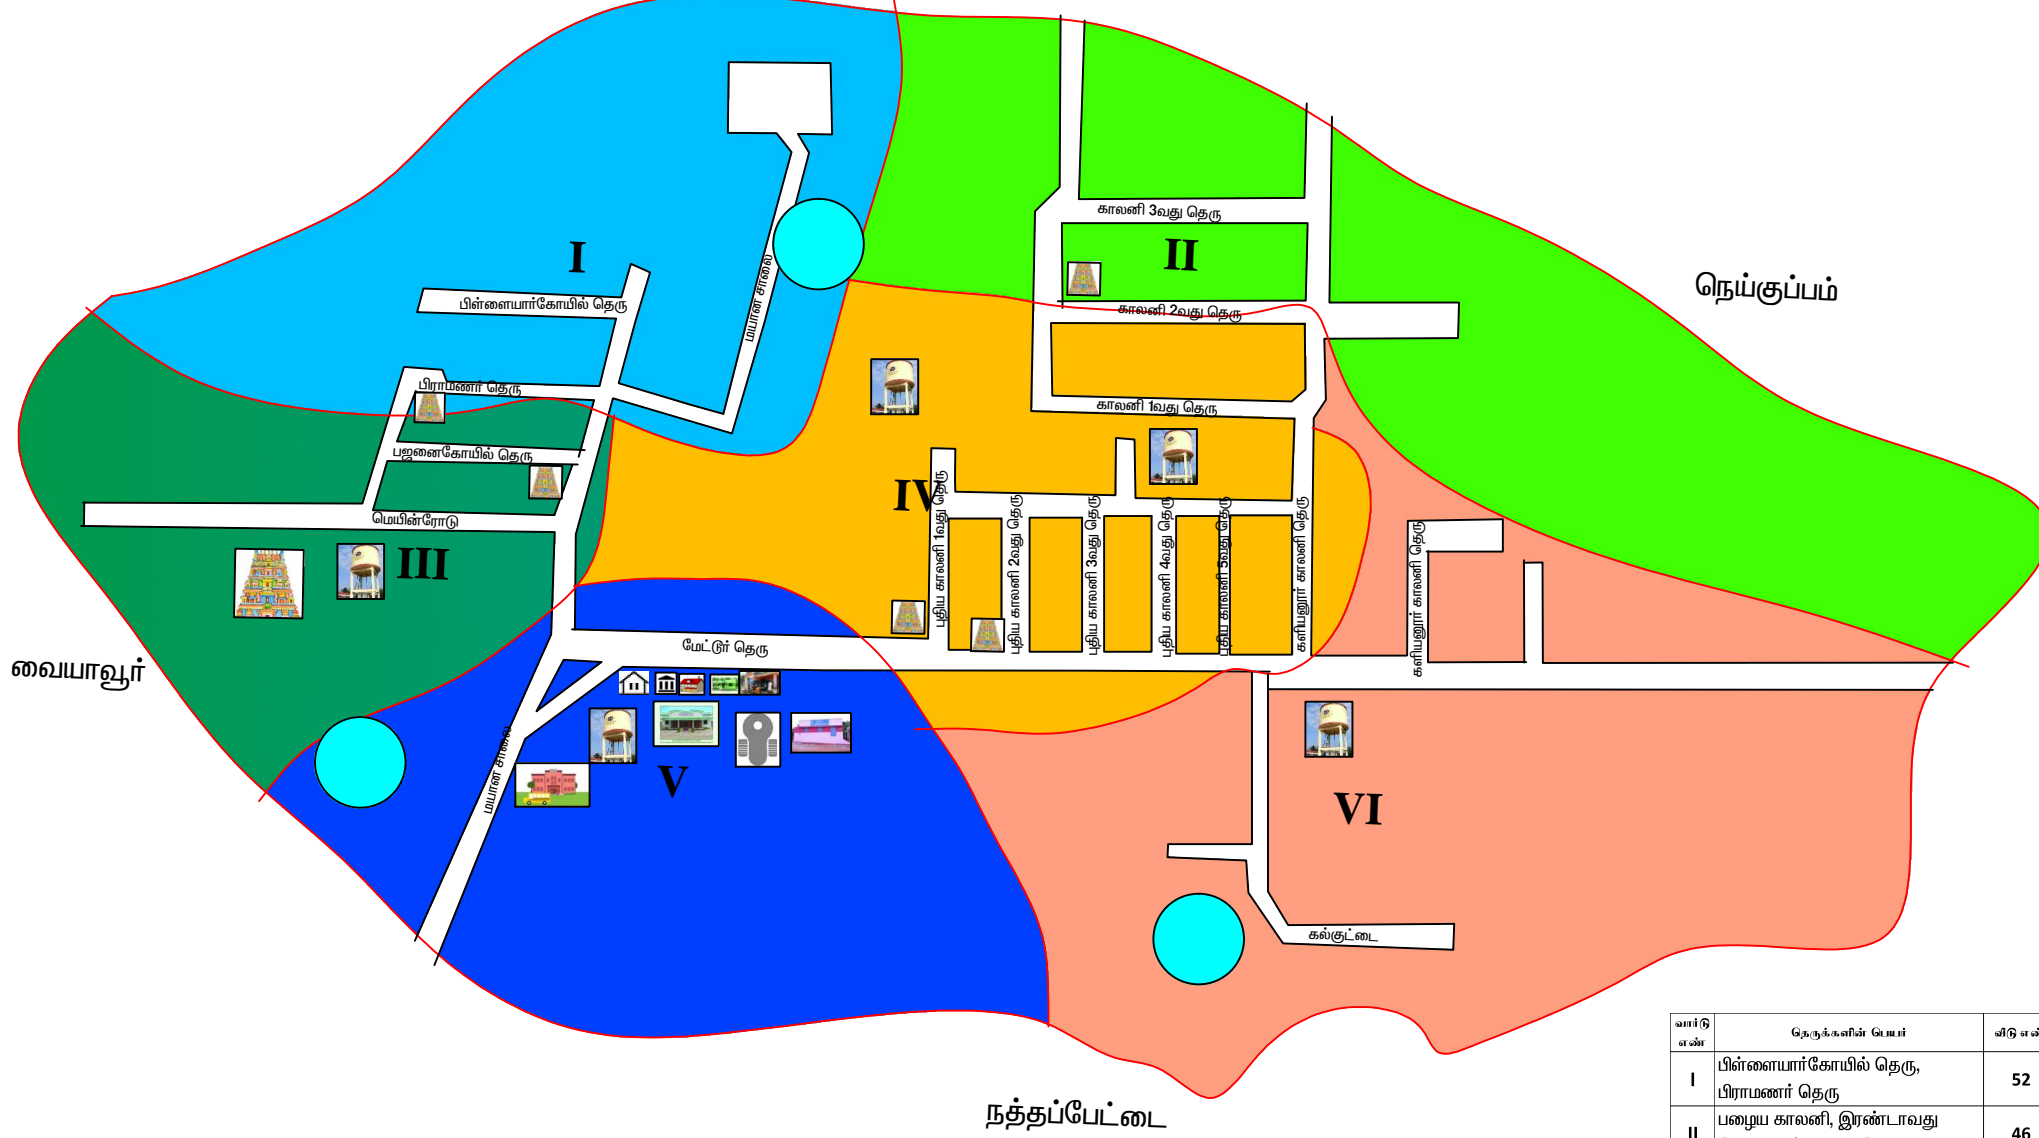 காலனி 3வது தெரு
I
II
மயான சாலை
நெய்குப்பம்
பிள்ளையார்கோயில் தெரு
காலனி 2வது தெரு
பிராமணர் தெரு
காலனி 1வது தெரு
பஜனைகோயில் தெரு
IV
புதிய காலனி 1வது தெரு
புதிய காலனி 2வது தெரு
புதிய காலனி 3வது தெரு
புதிய காலனி 4வது தெரு
புதிய காலனி 5வது தெரு
களியனூர் காலனி தெரு
களியனூர் காலனி தெரு
மெயின்ரோடு
III
வையாவூர்
மேட்டூர் தெரு
மயான சாலை
V
VI
கல்குட்டை
நத்தப்பேட்டை
வார்டு எண் தெருக்களின் பெயர் வீடு
I பிள்ளையார்கோயில் தெரு, பிராமணர் தெரு 52
II பழைய காலனி, இரண்டாவது 46